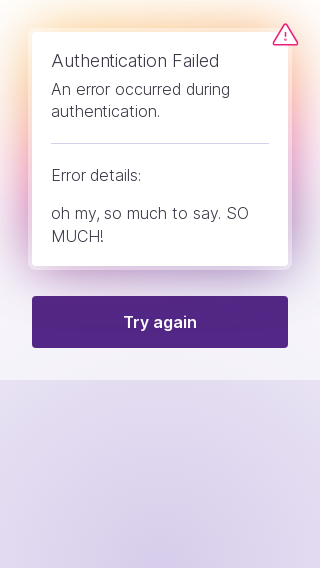 Authentication Failed
An error occurred during
authentication.
Error details:
oh my, so much to say. SO
MUCH!
Try again